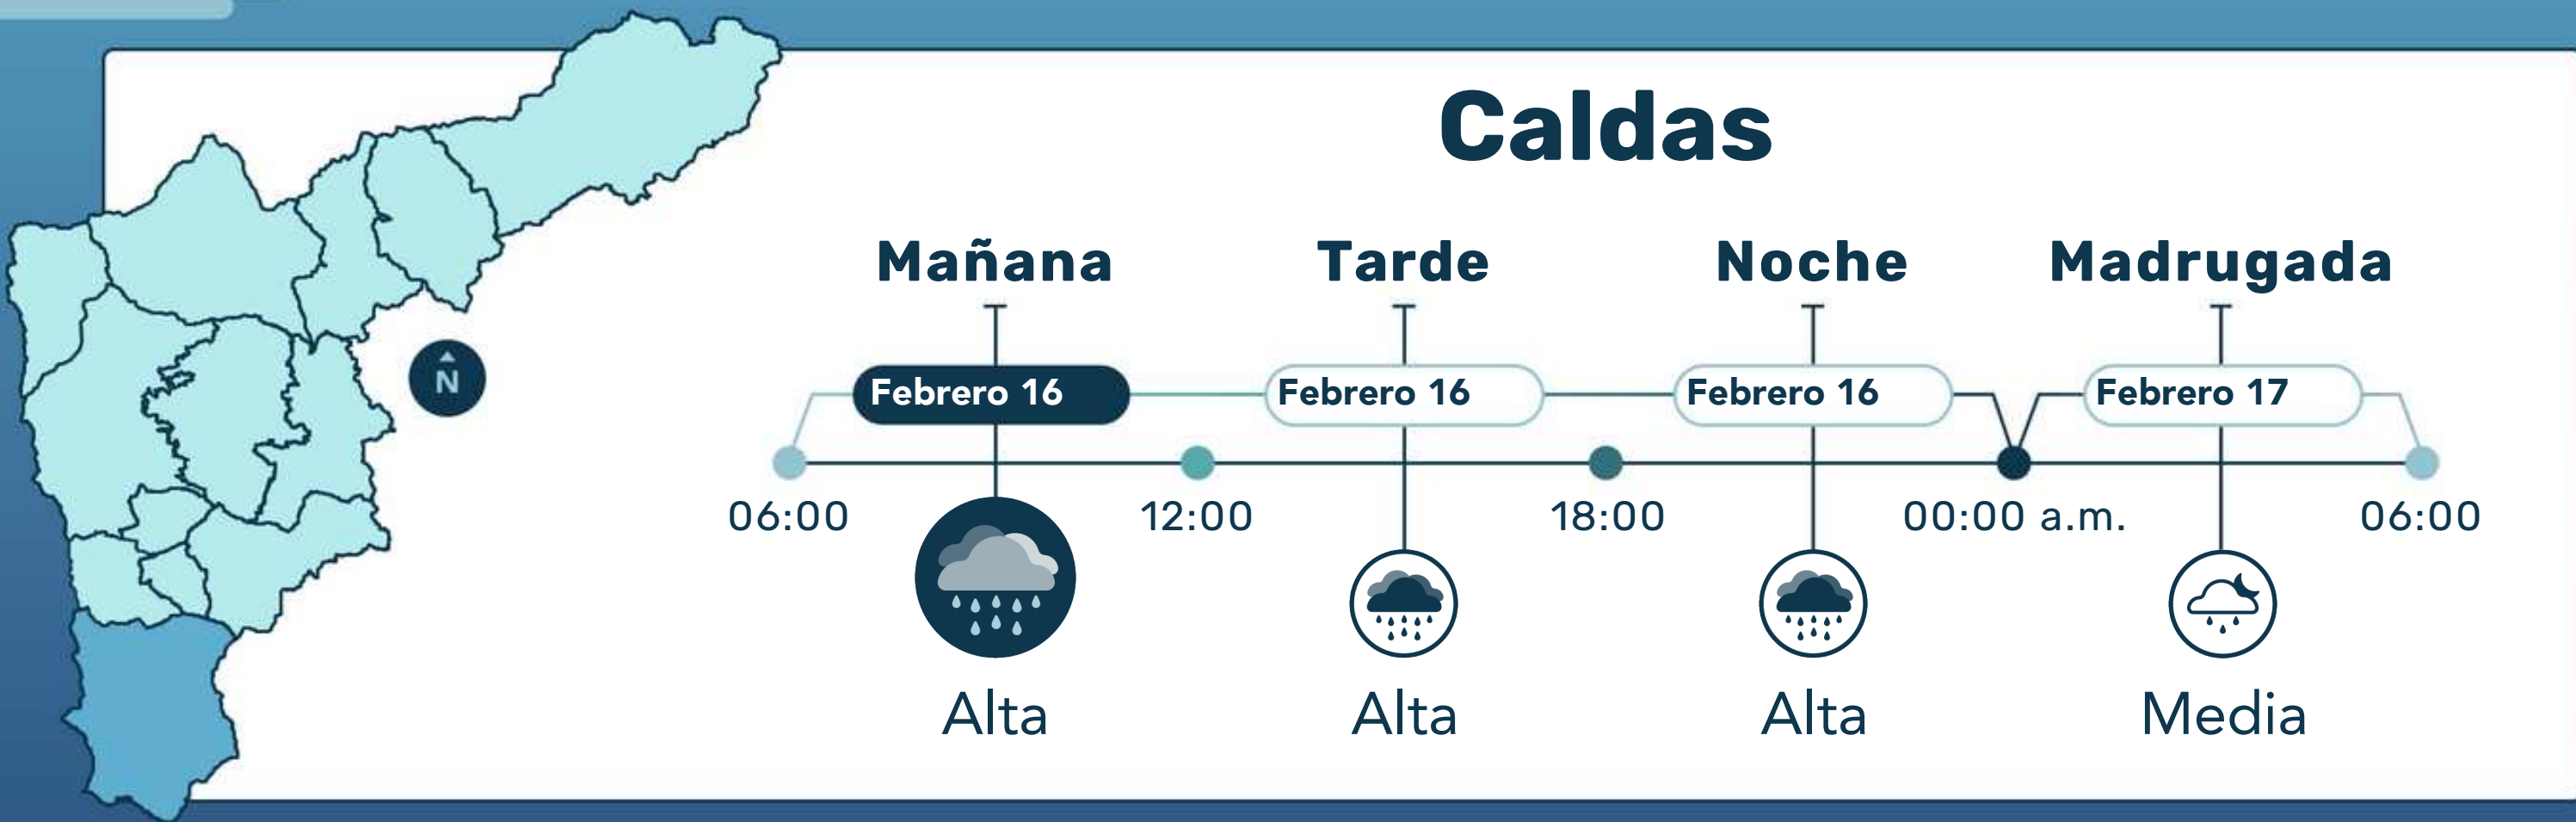 Caldas
Mañana Tarde Noche Madrugada
Febrero 16 Febrero 16 Febrero 16 Febrero 17
N
06:00 12:00 18:00 00:00 a.m. 06:00
Alta Alta Alta Media